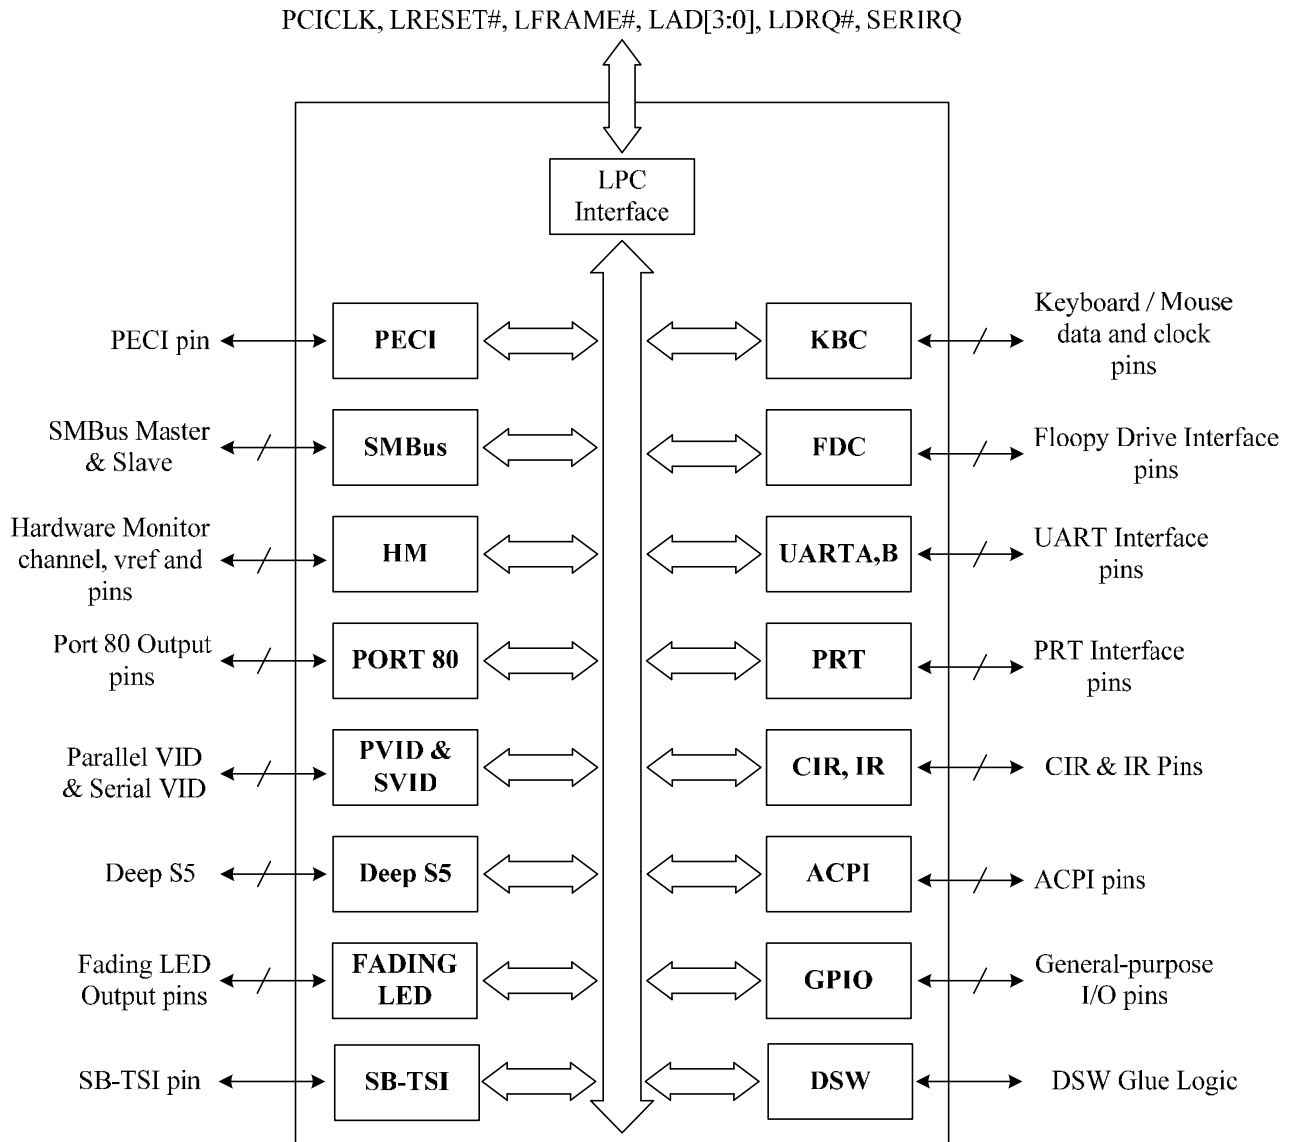 PCICLK, LRESET#, LFRAME#, LAD[3:0], LDRQ#, SERIRQ
LPC
Interface
PECI pin
PECI
KBC
Keyboard / Mouse
data and clock
pins
SMBus Master
& Slave
SMBus
FDC
Floopy Drive Interface
pins
Hardware Monitor
channel, vref and
pins
HM
UARTA,B
UART Interface
pins
Port 80 Output
pins
PORT 80
PRT
PRT Interface
pins
Parallel VID
& Serial VID
PVID &
SVID
CIR, IR
CIR & IR Pins
Deep S5
Deep S5
ACPI
ACPI pins
Fading LED
Output pins
FADING
LED
GPIO
General-purpose
I/O pins
SB-TSI pin
SB-TSI
DSW
DSW Glue Logic